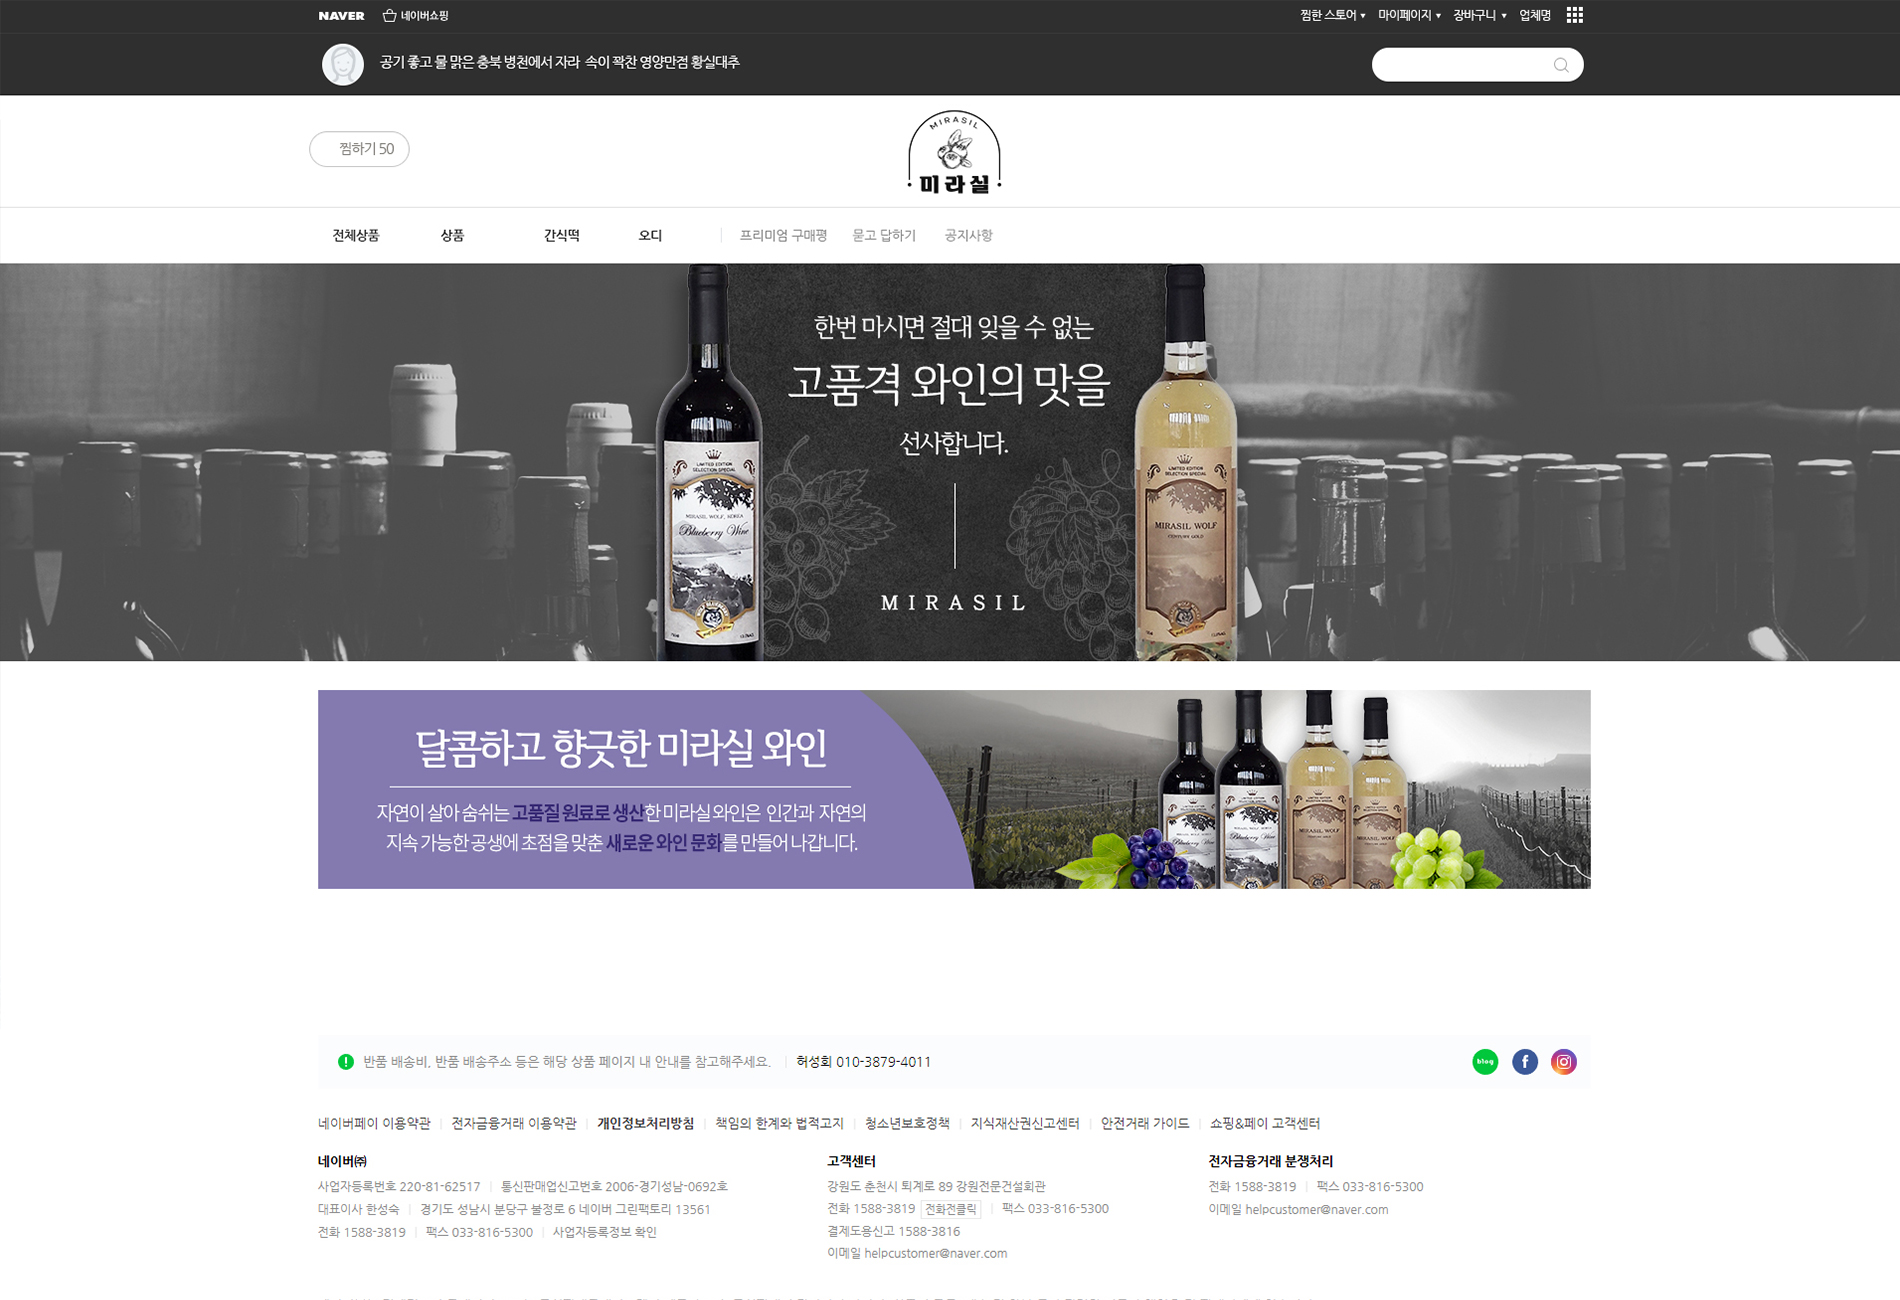 NAVER 네이버쇼핑 찜한 스토어 ▼ 마이페이지 ▼ 장바구니 ▼ 업체명
공기 좋고 물 맑은 충북 병천에서 자라 속이 꽉찬 영양만점 황실대추
찜하기 50
MIRASIL
미라실
전체상품 상품 간식떡 오디 프리미엄 구매평 묻고 답하기 공지사항
한번 마시면 절대 잊을 수 없는
고품격 와인의 맛을
선사합니다.
MIRASIL
LIMITED EDITION
SELECTION SPECIAL
MIRASIL WOLF, KOREA
Blueberry Wine
LIMITED EDITION
SELECTION SPECIAL
MIRASIL WOLF
CENTURY GOLD
달콤하고 향긋한 미라실 와인
자연이 살아 숨쉬는 고품질 원료로 생산한 미라실 와인은 인간과 자연의
지속 가능한 공생에 초점을 맞춘 새로운 와인 문화를 만들어 나갑니다.
반품 배송비, 반품 배송주소 등은 해당 상품 페이지 내 안내를 참고해주세요. 허성회 010-3879-4011
blog
네이버페이 이용약관 전자금융거래 이용약관 개인정보처리방침 책임의 한계와 법적고지 청소년보호정책 지식재산권신고센터 안전거래 가이드 쇼핑&페이 고객센터
네이버㈜
사업자등록번호 220-81-62517 통신판매업신고번호 2006-경기성남-0692호
대표이사 한성숙 경기도 성남시 분당구 불정로 6 네이버 그린팩토리 13561
전화 1588-3819 팩스 033-816-5300 사업자등록정보 확인
고객센터
강원도 춘천시 퇴계로 89 강원전문건설회관
전화 1588-3819 전화전클릭 팩스 033-816-5300
결제도용신고 1588-3816
이메일 helpcustomer@naver.com
전자금융거래 분쟁처리
전화 1588-3819 팩스 033-816-5300
이메일 helpcustomer@naver.com